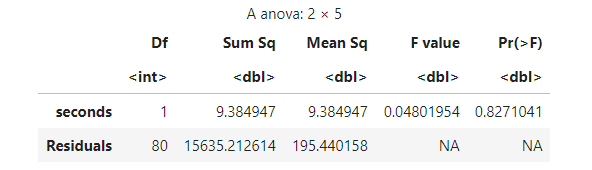 A anova: 2 × 5
Df Sum Sq Mean Sq F value Pr(>F)
<int> <dbl> <dbl> <dbl> <dbl>
seconds 1 9.384947 9.384947 0.04801954 0.8271041
Residuals 80 15635.212614 195.440158 NA NA